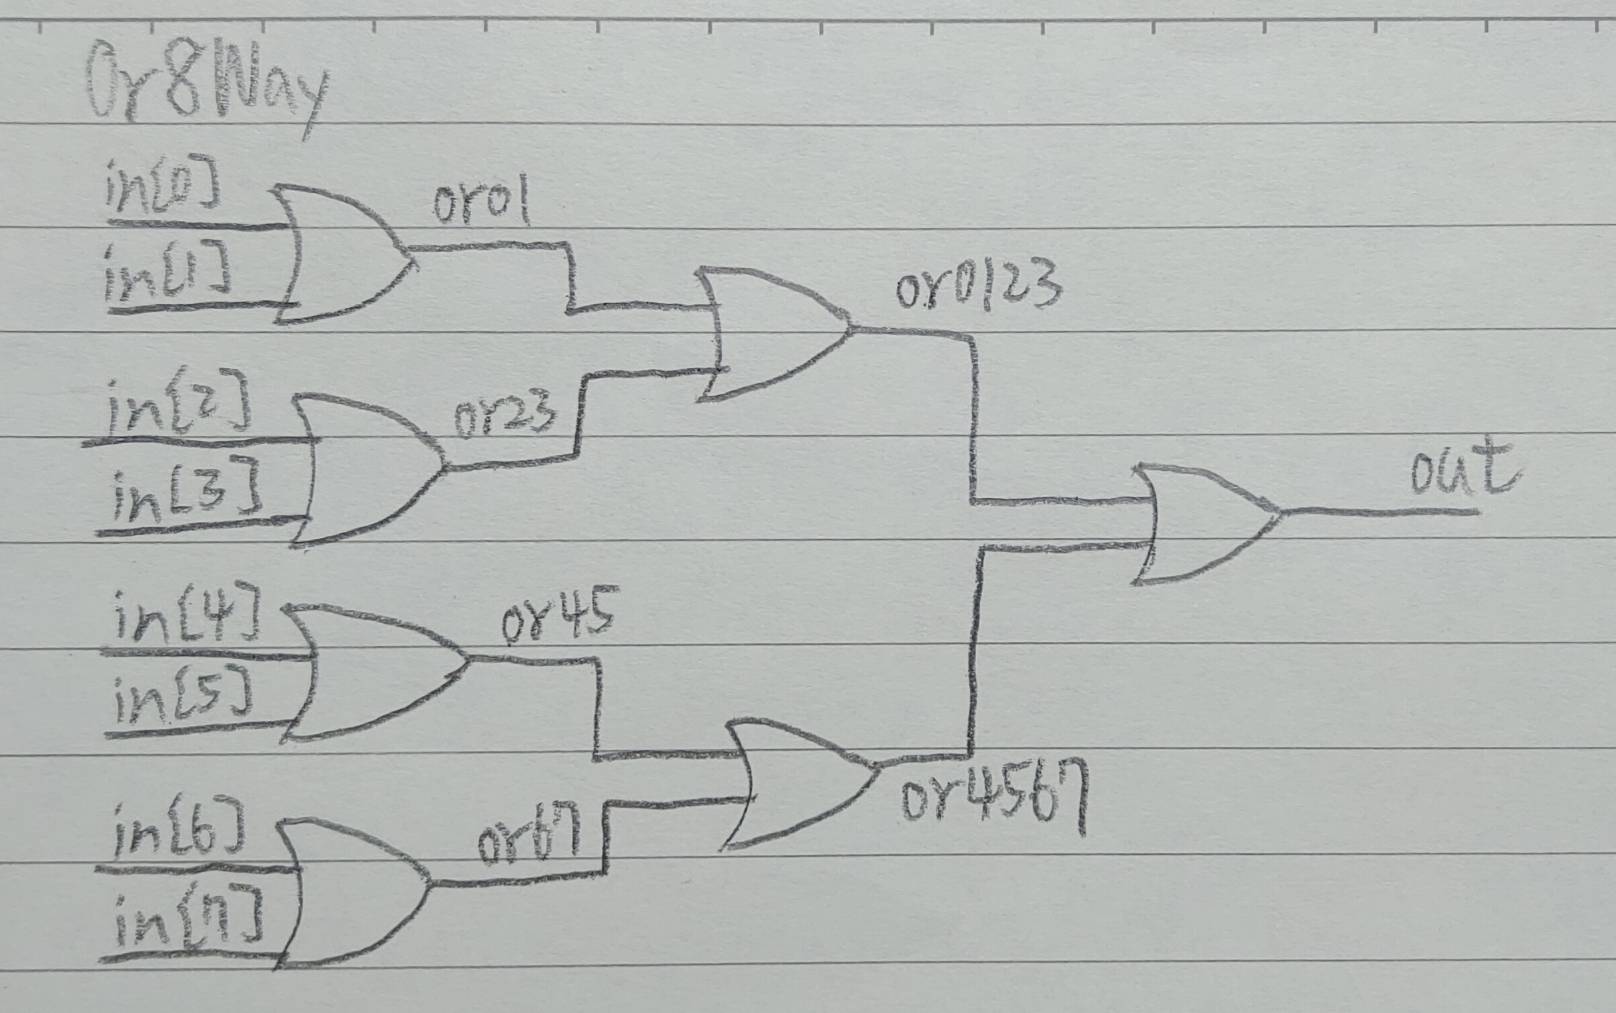 Or8Way
in[0]
or01
in[1]
or0123
in[2]
or23
in[3]
out
in[4]
or45
in[5]
in[6]
or67
or4567
in[7]